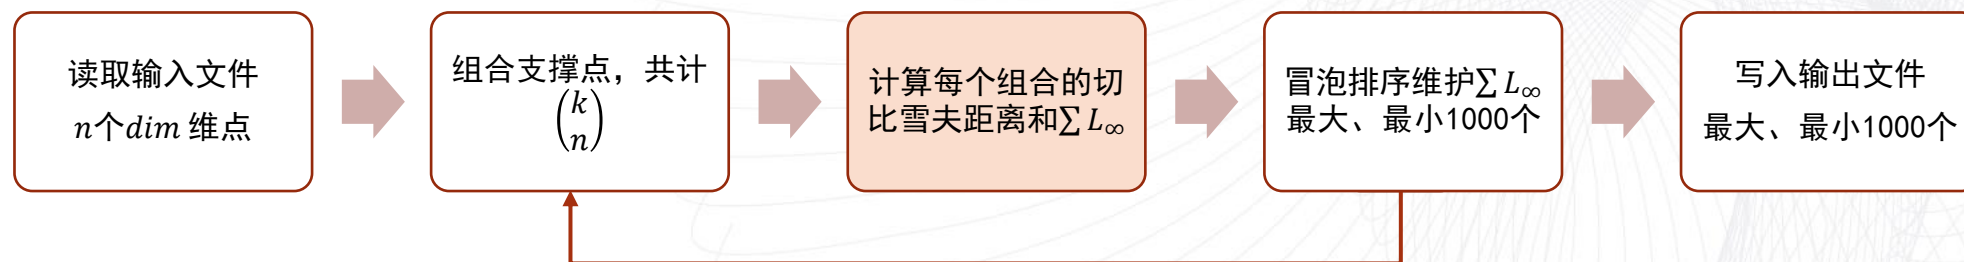 读取输入文件
n个dim 维点
组合支撑点，共计
(k
n)
计算每个组合的切
比雪夫距离和∑ L∞
冒泡排序维护∑ L∞
最大、最小1000个
写入输出文件
最大、最小1000个